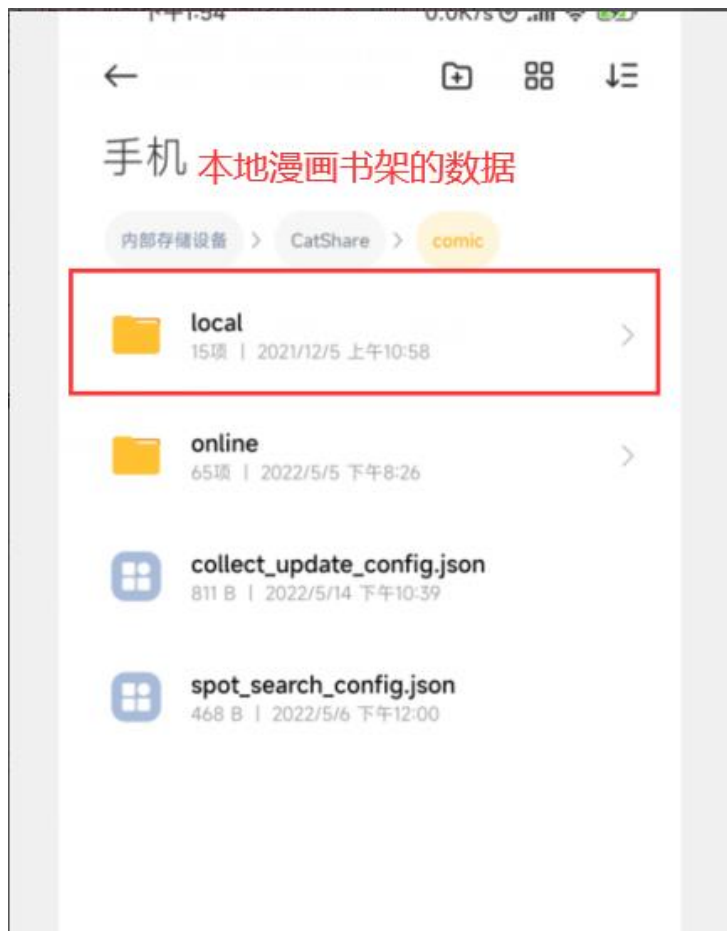 手机 本地漫画书架的数据
内部存储设备 > CatShare > comic
local
15项 | 2021/12/5 上午10:58
online
65项 | 2022/5/5 下午8:26
collect_update_config.json
811 B | 2022/5/14 下午10:39
spot_search_config.json
468 B | 2022/5/6 下午12:00